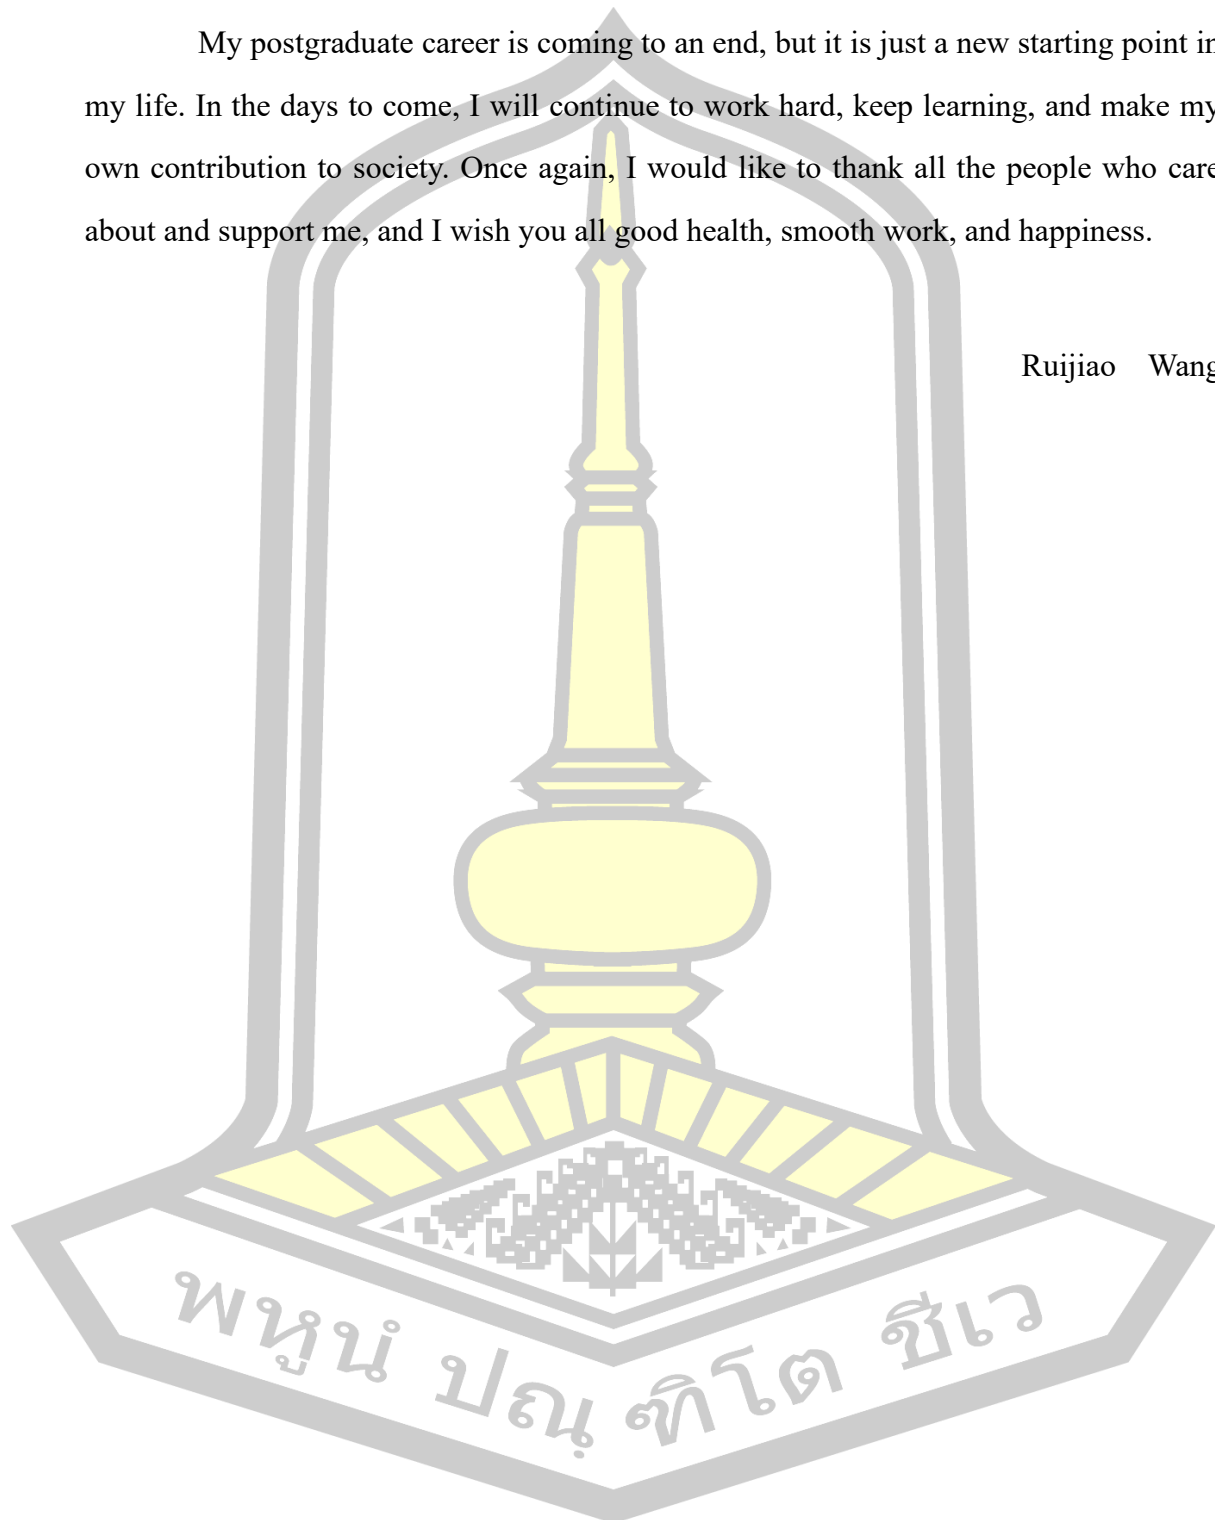 My postgraduate career is coming to an end, but it is just a new starting point in
my life. In the days to come, I will continue to work hard, keep learning, and make my
own contribution to society. Once again, I would like to thank all the people who care
about and support me, and I wish you all good health, smooth work, and happiness.
Ruijiao Wang
พหูนํ ปณฺ ฑิโต ชีเว